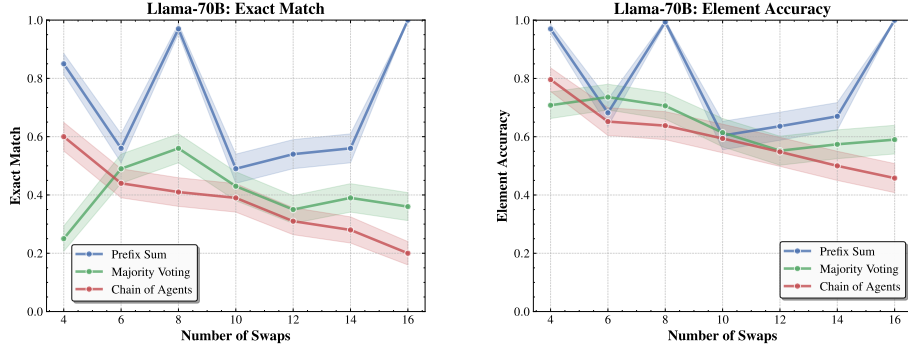 Llama-70B: Exact Match
1.0
0.8
0.6
0.4
0.2
0.0
Exact Match
Prefix Sum
Majority Voting
Chain of Agents
4 6 8 10 12 14 16
Number of Swaps
Llama-70B: Element Accuracy
1.0
0.8
0.6
0.4
0.2
0.0
Element Accuracy
Prefix Sum
Majority Voting
Chain of Agents
4 6 8 10 12 14 16
Number of Swaps